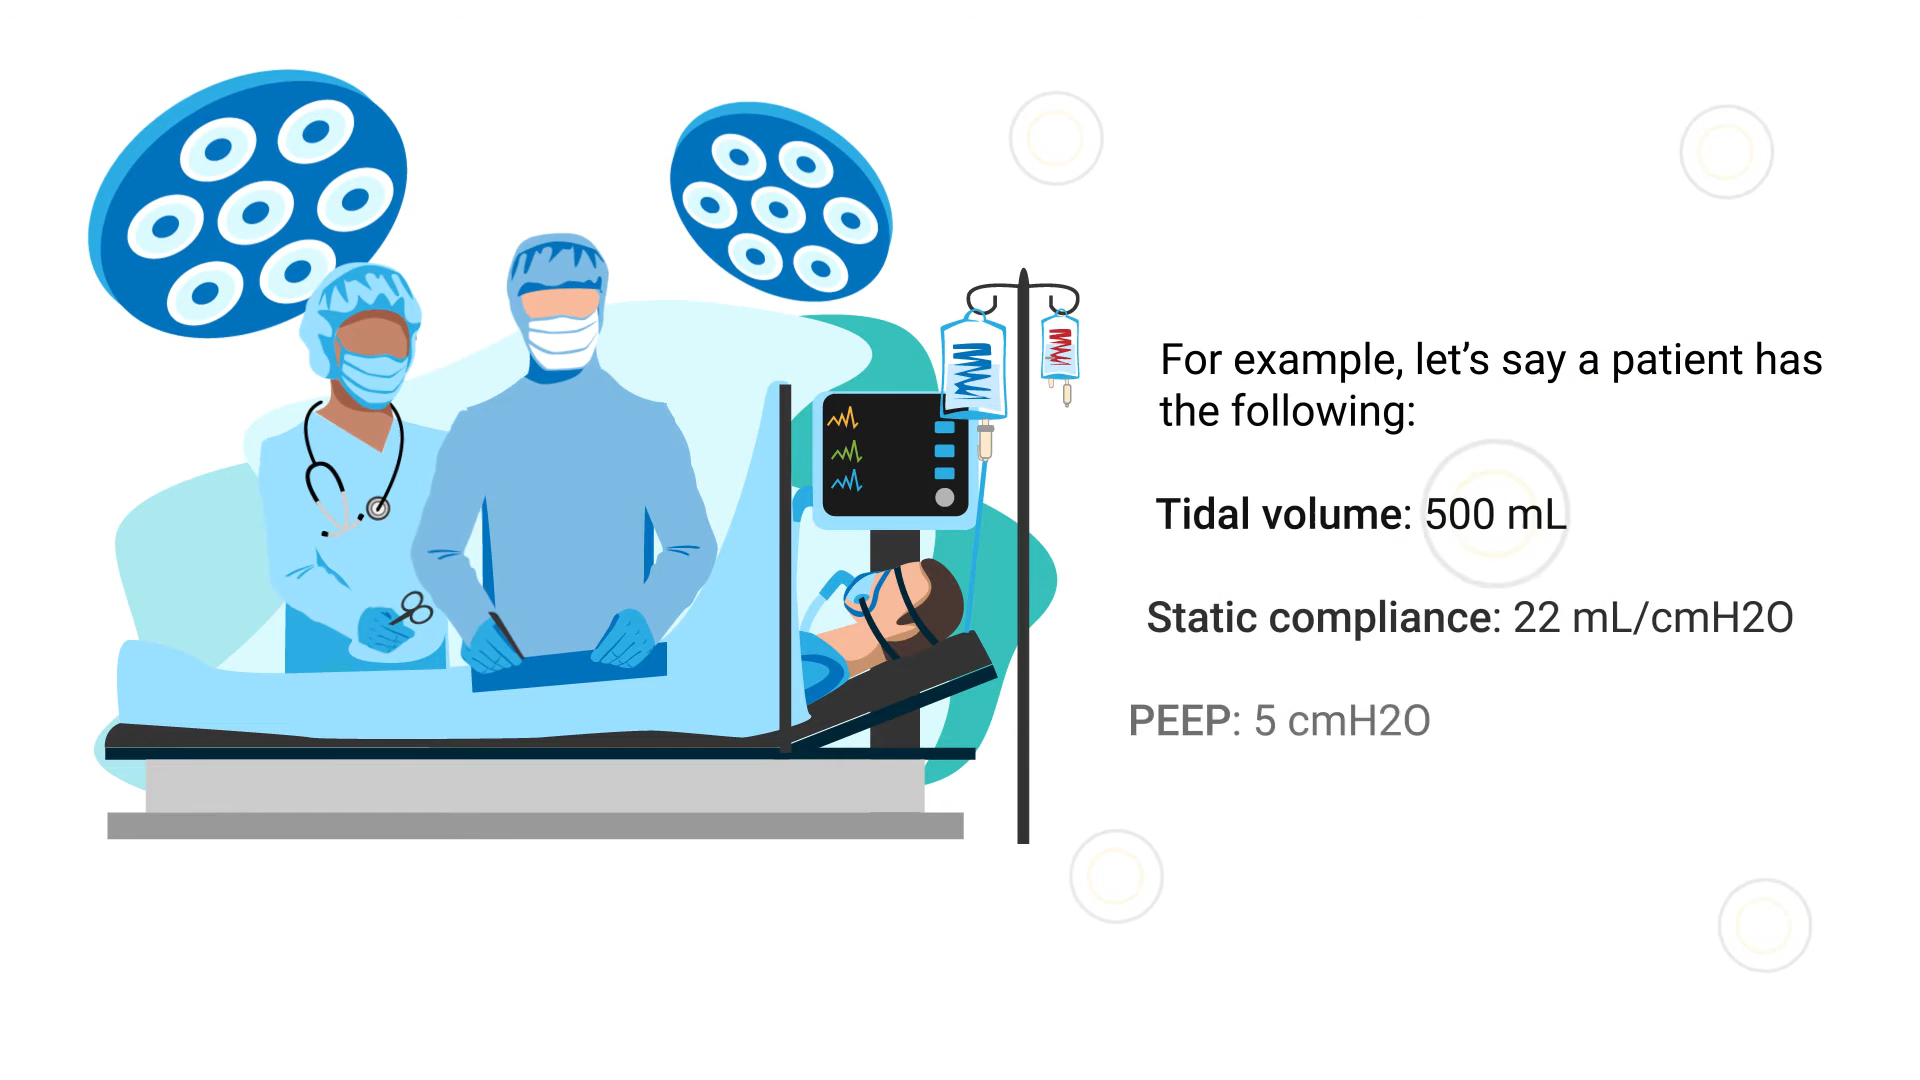 For example, let’s say a patient has
the following:
Tidal volume: 500 mL
Static compliance: 22 mL/cmH2O
PEEP: 5 cmH2O